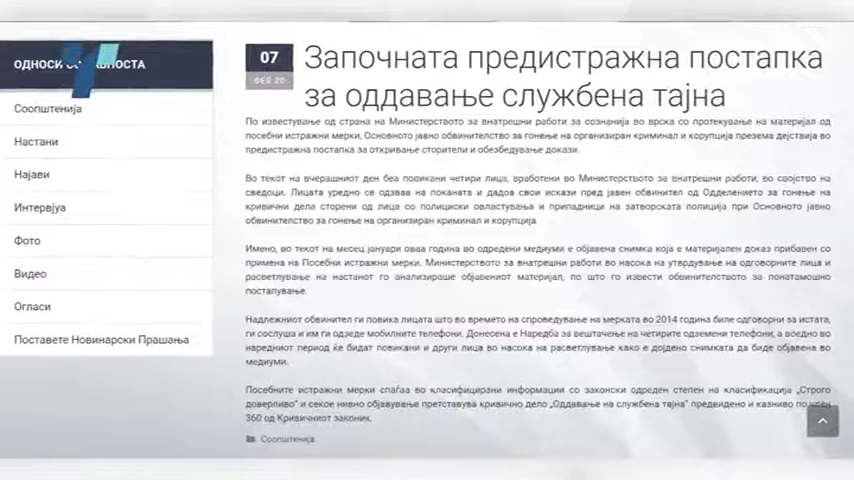 ОДНОСИ СО ЈАВНОСТА
Соопштенија
Настани
Најави
Интервјуа
Фото
Видео
Огласи
Поставете Новинарски Прашања
07
ФЕВ 20
Започната предистражна постапка
за оддавање службена тајна
По известување од страна на Министерството за внатрешни работи за сознанија во врска со протекување на материјал од
посебни истражни мерки, Основното јавно обвинителство за гонење на организиран криминал и корупција презема дејствија во
предистражна постапка за откривање сторители и обезбедување докази.
Во текот на вчерашниот ден беа повикани четири лица, вработени во Министерството за внатрешни работи, во својство на
сведоци. Лицата уредно се одзваа на поканата и дадоа свои искази пред јавен обвинител од Одделението за гонење на
кривични дела сторени од лица со полициски овластувања и припадници на затворската полиција при Основното јавно
обвинителство за гонење на организиран криминал и корупција.
Имено, во текот на месец јануари оваа година во одредени медиуми е објавена снимка која е материјален доказ прибавен со
примена на Посебни истражни мерки. Министерството за внатрешни работи во насока на утврдување на одговорните лица и
расветлување на настанот го анализираше објавениот материјал, по што го извести обвинителството за понатамошно
постапување.
Надлежниот обвинител ги повика лицата што во времето на спроведување на мерката во 2014 година биле одговорни за истата,
ги сослуша и им ги одзеде мобилните телефони. Донесена е Наредба за вештачење на четирите одземени телефони, а воедно во
наредниот период ќе бидат повикани и други лица во насока на расветлување како е дојдено снимката да биде објавена во
медиуми.
Посебните истражни мерки спаѓаа во класифицирани информации со законски одреден степен на класификација „Строго
доверливо“ и секое нивно објавување претставува кривично дело „Оддавање на службена тајна“ предвидено и казниво по член
360 од Кривичниот законик.
Соопштенија